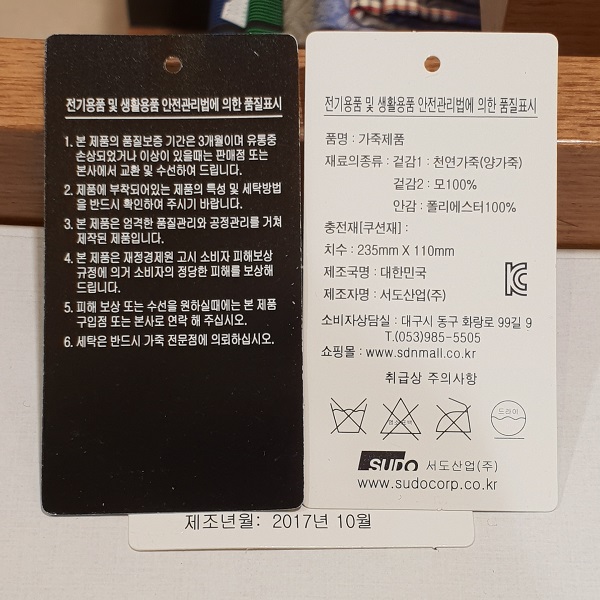 전기용품 및 생활용품 안전관리법에 의한 품질표시
1. 본 제품의 품질보증 기간은 3개월이며 유통중
손상되었거나 이상이 있을때는 판매점 또는
본사에서 교환 및 수선하여 드립니다.
2. 제품에 부착되어있는 제품의 특성 및 세탁방법
을 반드시 확인하여 주시기 바랍니다.
3. 본 제품은 엄격한 품질관리와 공정관리를 거쳐
제작된 제품입니다.
4. 본 제품은 재정경제원 고시 소비자 피해보상
규정에 의거 소비자의 정당한 피해를 보상해
드립니다.
5. 피해 보상 또는 수선을 원하실때에는 본 제품
구입점 또는 본사로 연락 해 주십시오.
6. 세탁은 반드시 가죽 전문점에 의뢰하십시오.
전기용품 및 생활용품 안전관리법에 의한 품질표시
품명 : 가죽제품
재료의종류 : 겉감1 : 천연가죽(양가죽)
겉감2 : 모100%
안감 : 폴리에스터100%
충전재[쿠션재] :
치수 : 235mm X 110mm
제조국명 : 대한민국
제조자명 : 서도산업(주)
소비자상담실 : 대구시 동구 화랑로 99길 9
T.(053)985-5505
쇼핑몰 : www.sdnmall.co.kr
취급상 주의사항
염소표백
드라이
SUDO 서도산업(주)
www.sudocorp.co.kr
제조년월: 2017년 10월